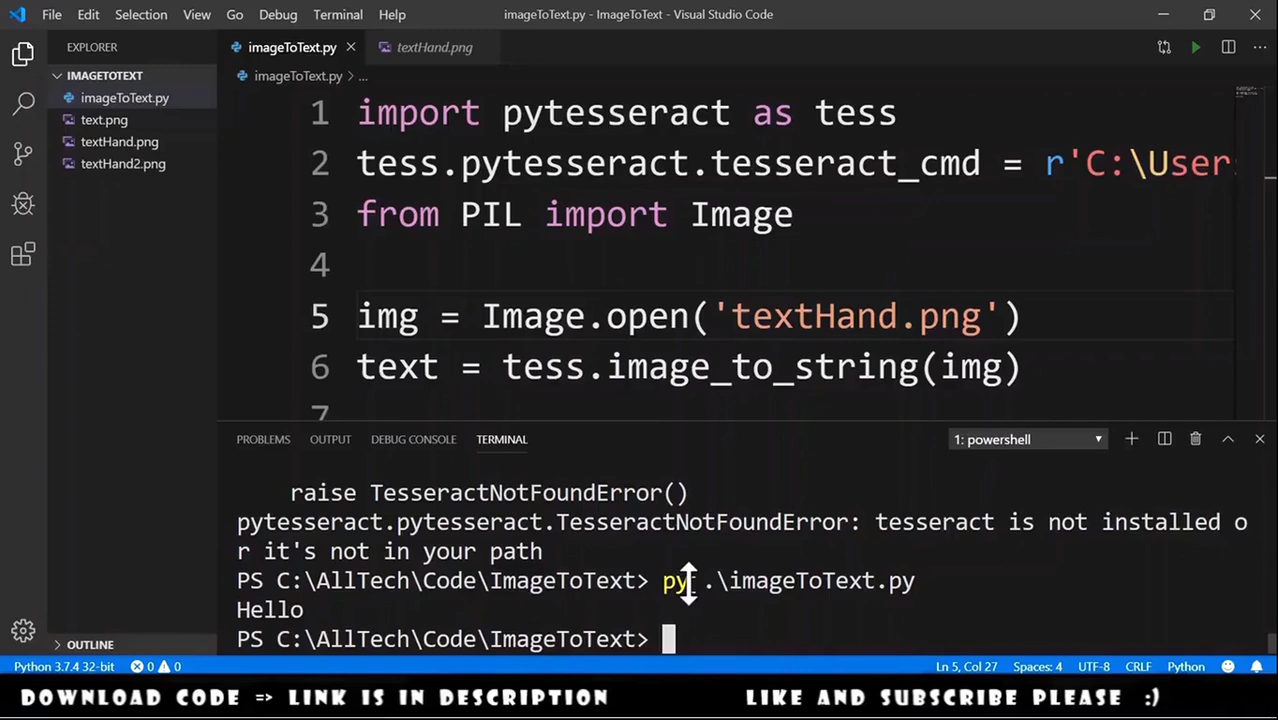 File Edit Selection View Go Debug Terminal Help imageToText.py - ImageToText - Visual Studio Code
EXPLORER
IMAGETOTEXT
imageToText.py
text.png
textHand.png
textHand2.png
OUTLINE
imageToText.py textHand.png
imageToText.py > ...
1 import pytesseract as tess
2 tess.pytesseract.tesseract_cmd = r'C:\Users
3 from PIL import Image
4
5 img = Image.open('textHand.png')
6 text = tess.image_to_string(img)
7
PROBLEMS OUTPUT DEBUG CONSOLE TERMINAL 1: powershell
raise TesseractNotFoundError()
pytesseract.pytesseract.TesseractNotFoundError: tesseract is not installed o
r it's not in your path
PS C:\AllTech\Code\ImageToText> py .\imageToText.py
Hello
PS C:\AllTech\Code\ImageToText>
Python 3.7.4 32-bit 0 0 Ln 5, Col 27 Spaces: 4 UTF-8 CRLF Python
DOWNLOAD CODE => LINK IS IN DESCRIPTION LIKE AND SUBSCRIBE PLEASE :)